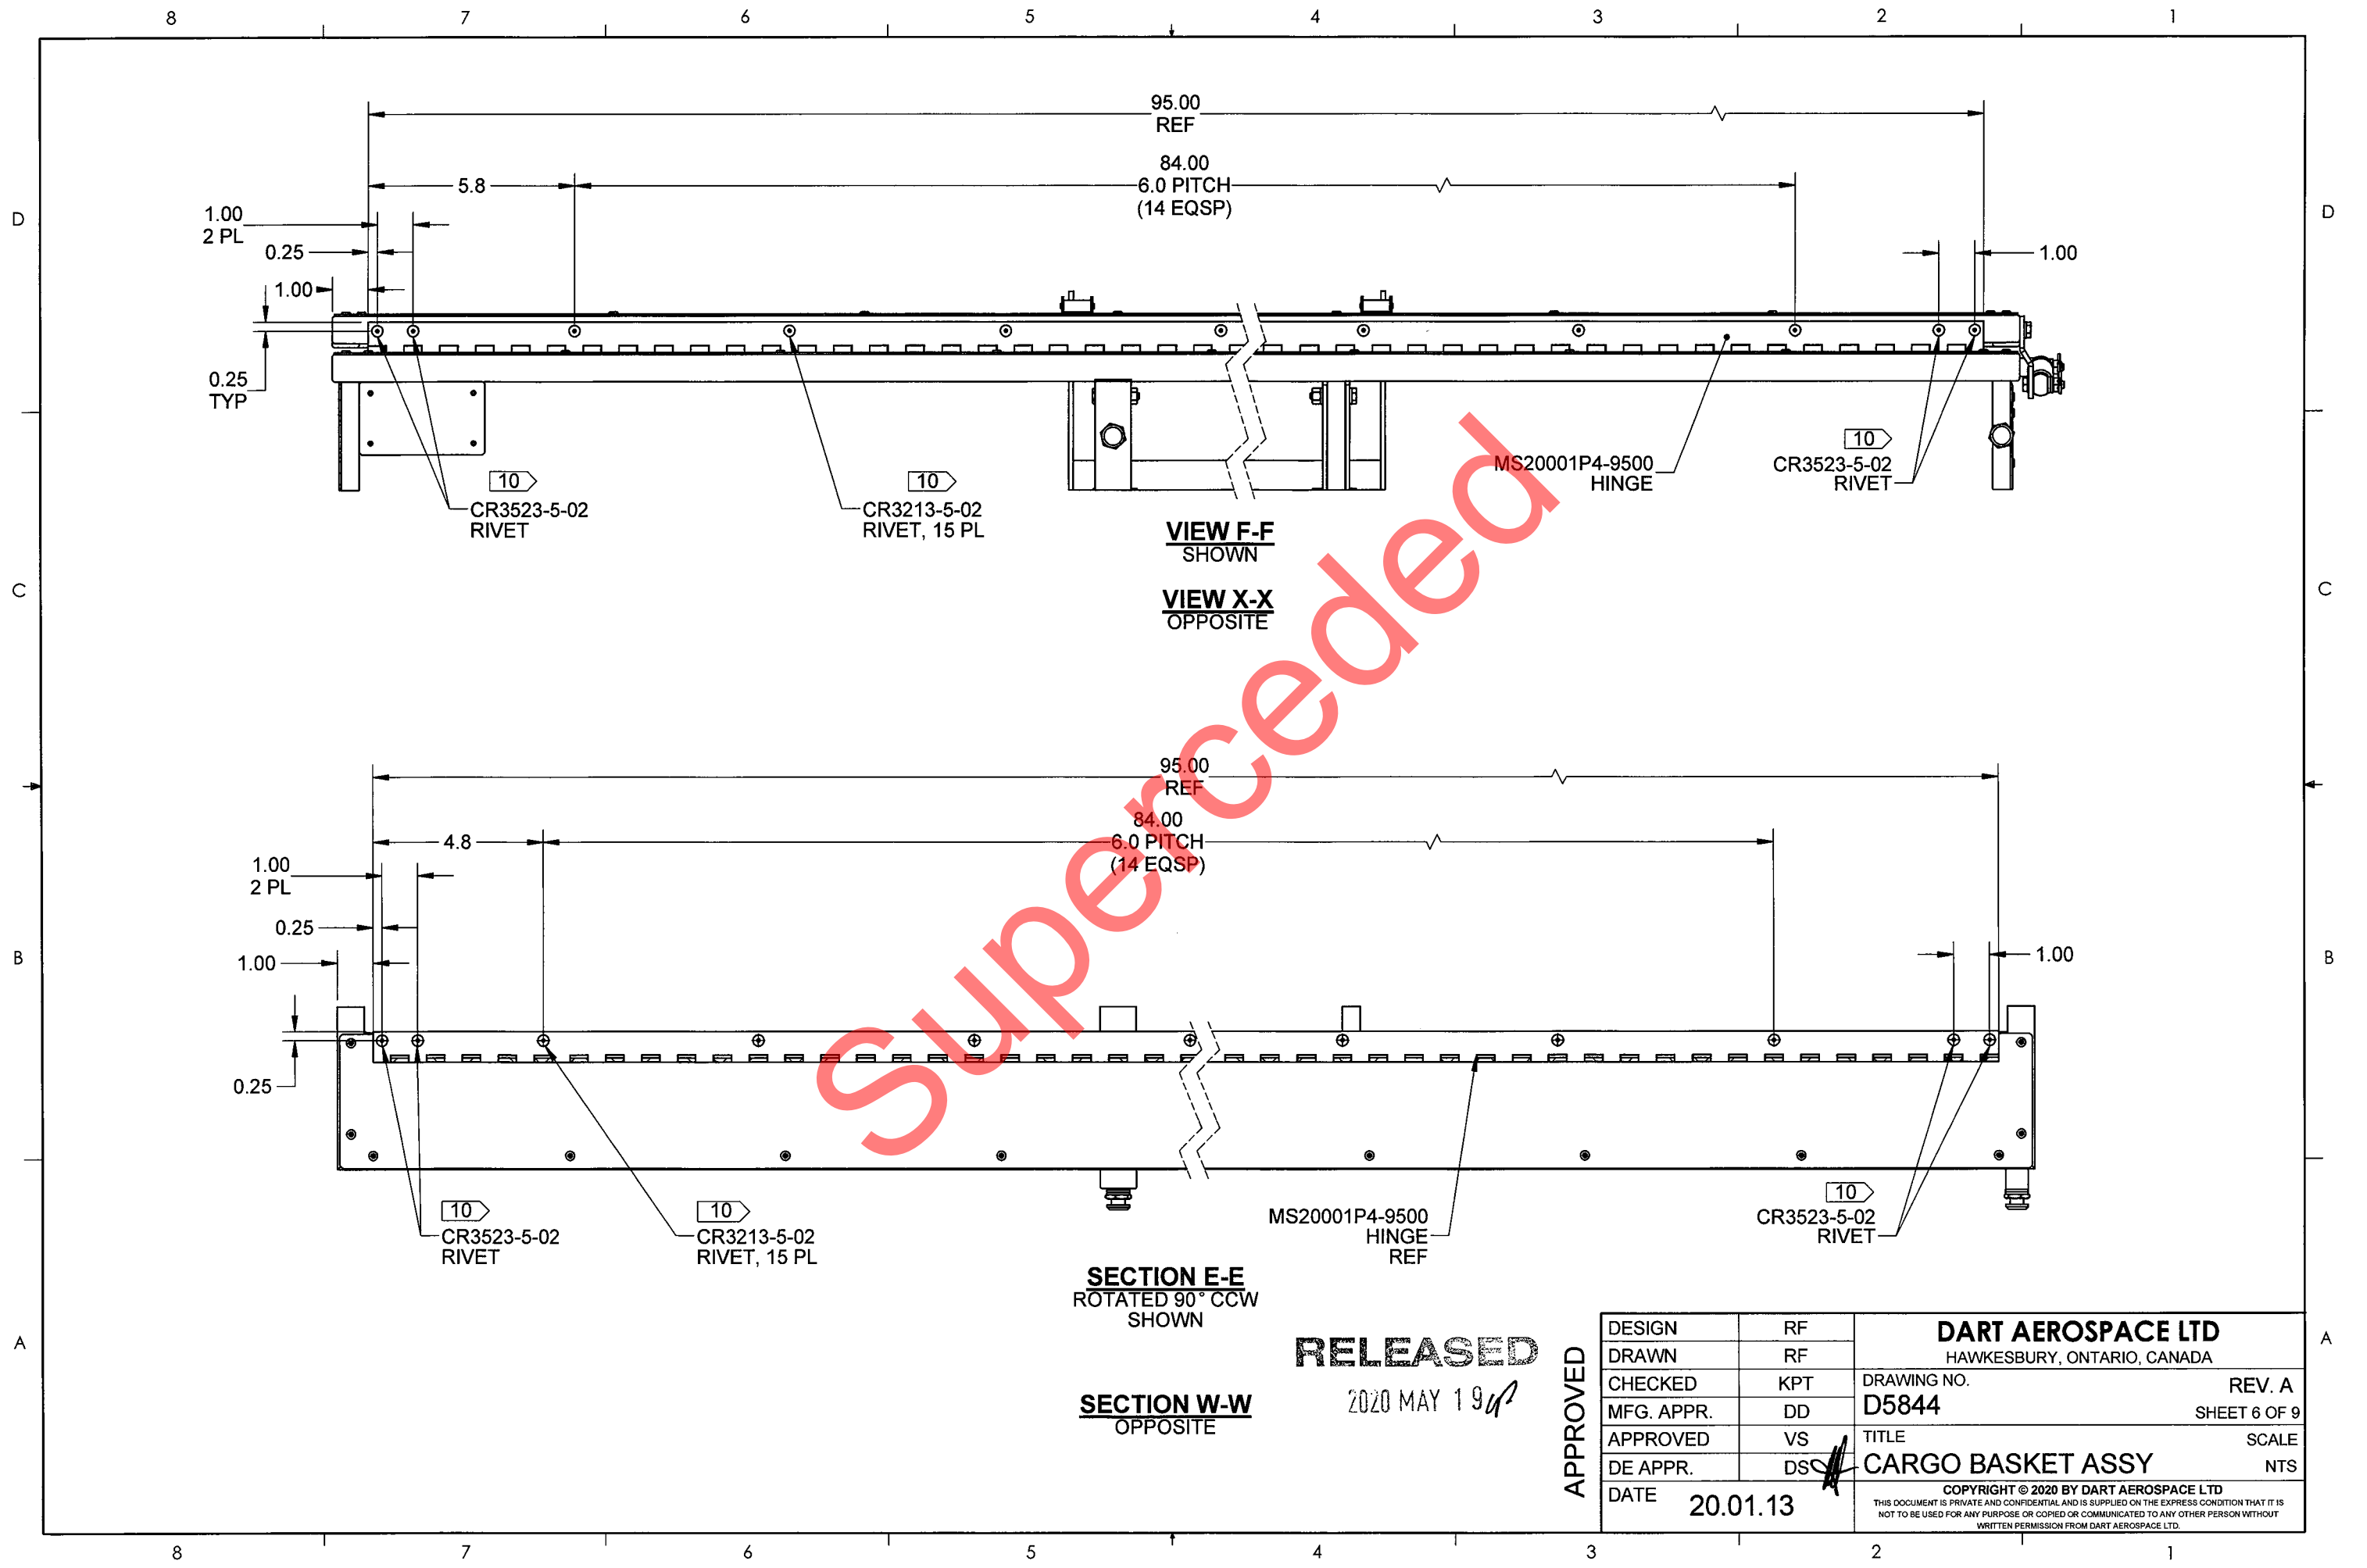 8 7 6 5 4 3 2 1
D
D
C
C
B
B
A
A
95.00
REF
84.00
6.0 PITCH
(14 EQSP)
5.8
1.00
2 PL
0.25
1.00
0.25
TYP
1.00
10
CR3523-5-02
RIVET
10
CR3213-5-02
RIVET, 15 PL
MS20001P4-9500
HINGE
10
CR3523-5-02
RIVET
VIEW F-F
SHOWN
VIEW X-X
OPPOSITE
Superceded
95.00
REF
84.00
6.0 PITCH
(14 EQSP)
4.8
1.00
2 PL
0.25
1.00
0.25
1.00
10
CR3523-5-02
RIVET
10
CR3213-5-02
RIVET, 15 PL
MS20001P4-9500
HINGE
REF
10
CR3523-5-02
RIVET
SECTION E-E
ROTATED 90° CCW
SHOWN
SECTION W-W
OPPOSITE
RELEASED
2020 MAY 19
APPROVED
DESIGN RF
DRAWN RF
CHECKED KPT
MFG. APPR. DD
APPROVED VS
DE APPR. DS
DATE 20.01.13
DART AEROSPACE LTD
HAWKESBURY, ONTARIO, CANADA
DRAWING NO.
D5844
REV. A
SHEET 6 OF 9
TITLE
CARGO BASKET ASSY
SCALE
NTS
COPYRIGHT © 2020 BY DART AEROSPACE LTD
THIS DOCUMENT IS PRIVATE AND CONFIDENTIAL AND IS SUPPLIED ON THE EXPRESS CONDITION THAT IT IS
NOT TO BE USED FOR ANY PURPOSE OR COPIED OR COMMUNICATED TO ANY OTHER PERSON WITHOUT
WRITTEN PERMISSION FROM DART AEROSPACE LTD.
8 7 6 5 4 3 2 1